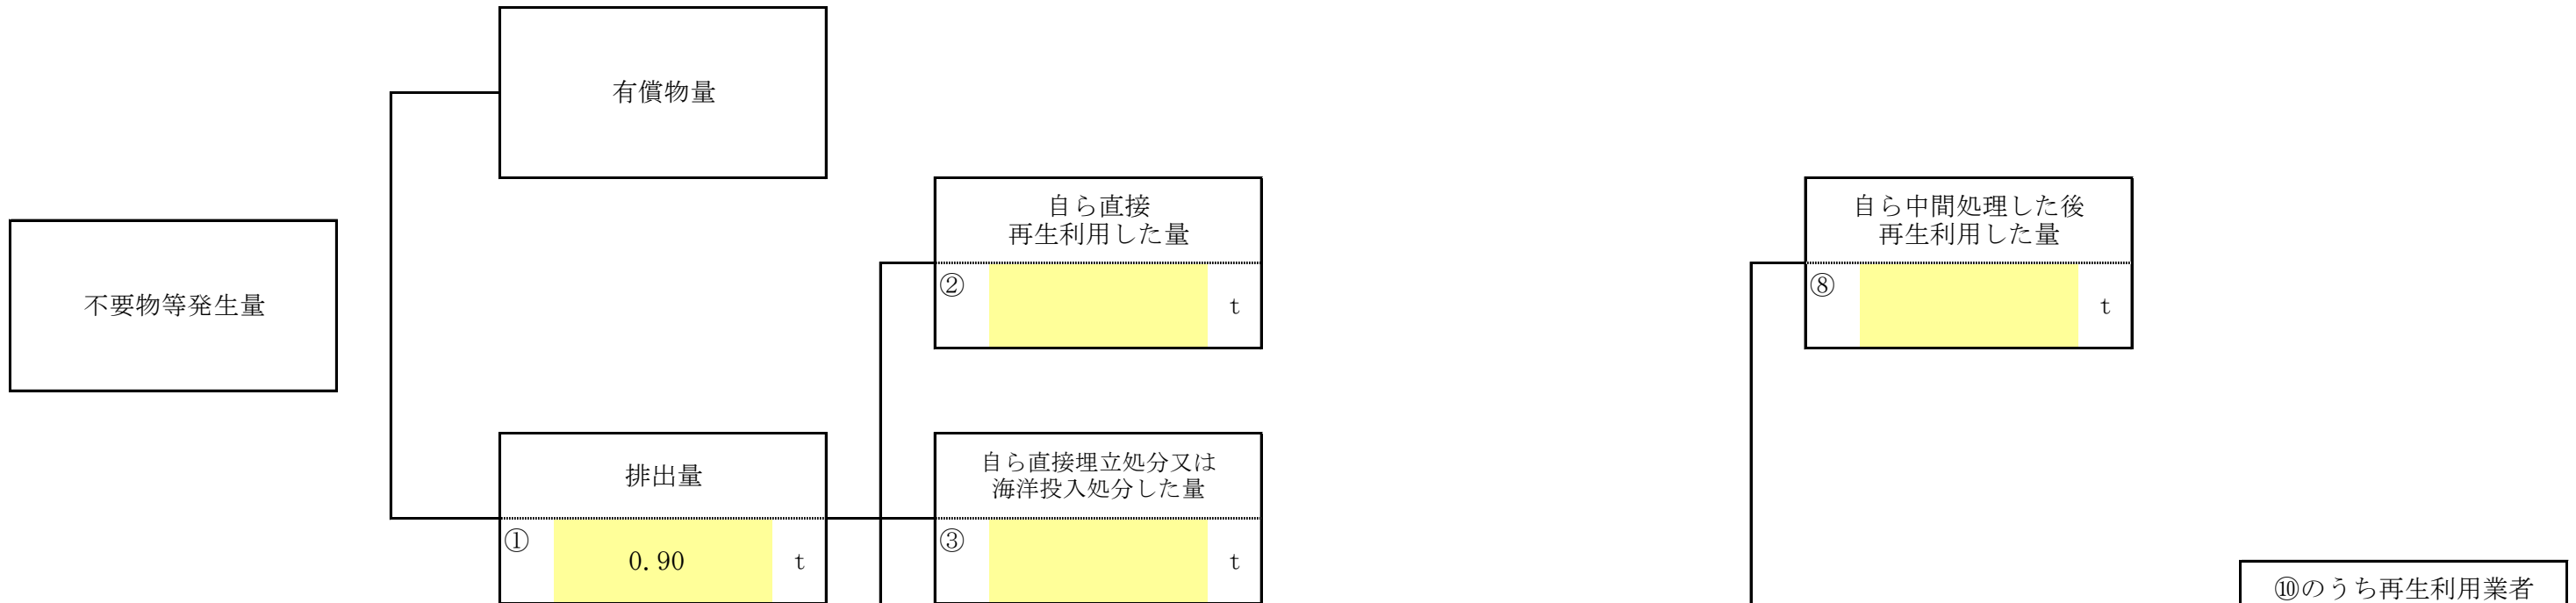 有償物量
自ら直接
再生利用した量
② t
自ら中間処理した後
再生利用した量
⑧ t
不要物等発生量
排出量
① 0.90 t
自ら直接埋立処分又は
海洋投入処分した量
③ t
⑩のうち再生利用業者